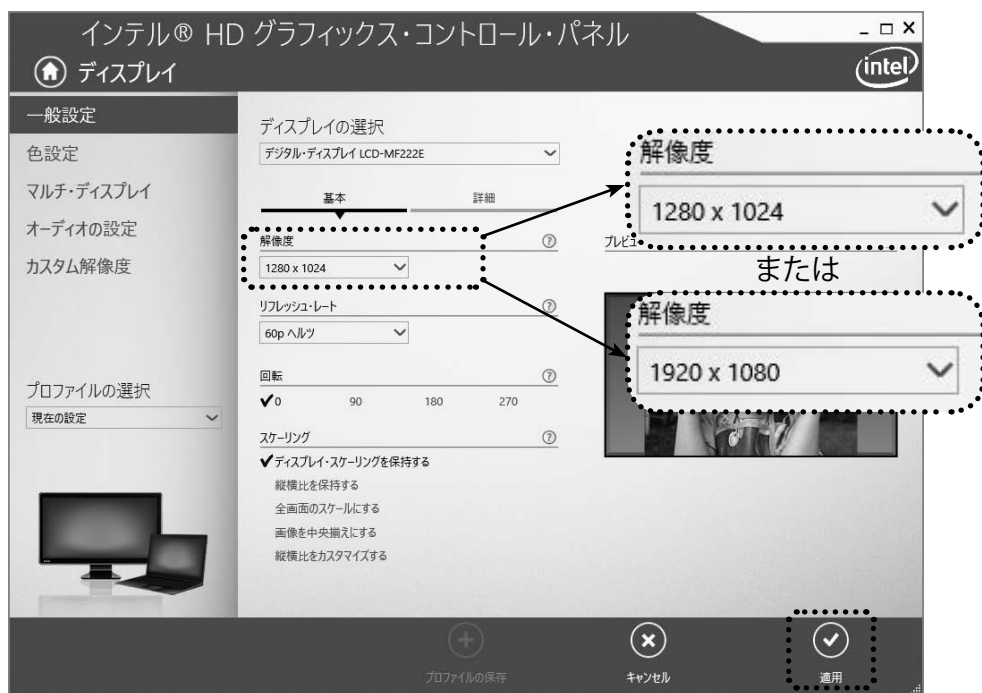 インテル® HD グラフィックス・コントロール・パネル
ディスプレイ
intel
一般設定
色設定
マルチ・ディスプレイ
オーディオの設定
カスタム解像度
プロファイルの選択
現在の設定
ディスプレイの選択
デジタル・ディスプレイ LCD-MF222E
基本
詳細
解像度
1280 x 1024
リフレッシュ・レート
60p ヘルツ
回転
0 90 180 270
スケーリング
ディスプレイ・スケーリングを保持する
縦横比を保持する
全画面のスケールにする
画像を中央揃えにする
縦横比をカスタマイズする
解像度
1280 x 1024
プレビュー
または
解像度
1920 x 1080
プロファイルの保存
キャンセル
適用